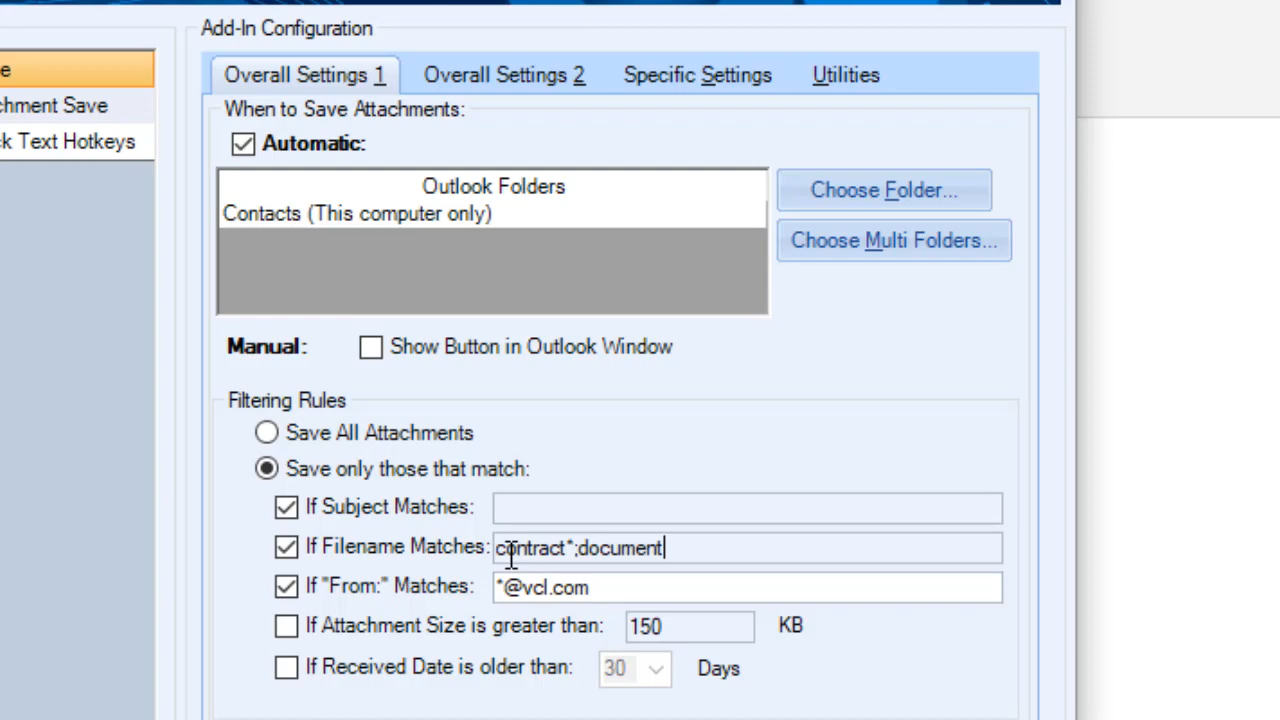 Add-In Configuration
e
chment Save
ck Text Hotkeys
Overall Settings 1 Overall Settings 2 Specific Settings Utilities
When to Save Attachments:
Automatic:
Outlook Folders
Contacts (This computer only)
Choose Folder...
Choose Multi Folders...
Manual: Show Button in Outlook Window
Filtering Rules
Save All Attachments
Save only those that match:
If Subject Matches:
If Filename Matches: contract*;document
If "From:" Matches: *@vcl.com
If Attachment Size is greater than: 150 KB
If Received Date is older than: 30 Days